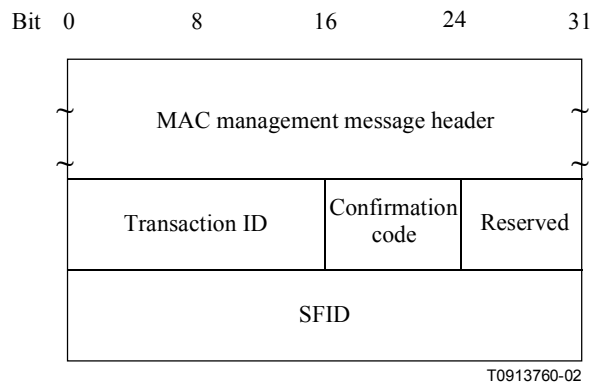 Bit 0 8 16 24 31
MAC management message header
Transaction ID
Confirmation
code
Reserved
SFID
T0913760-02